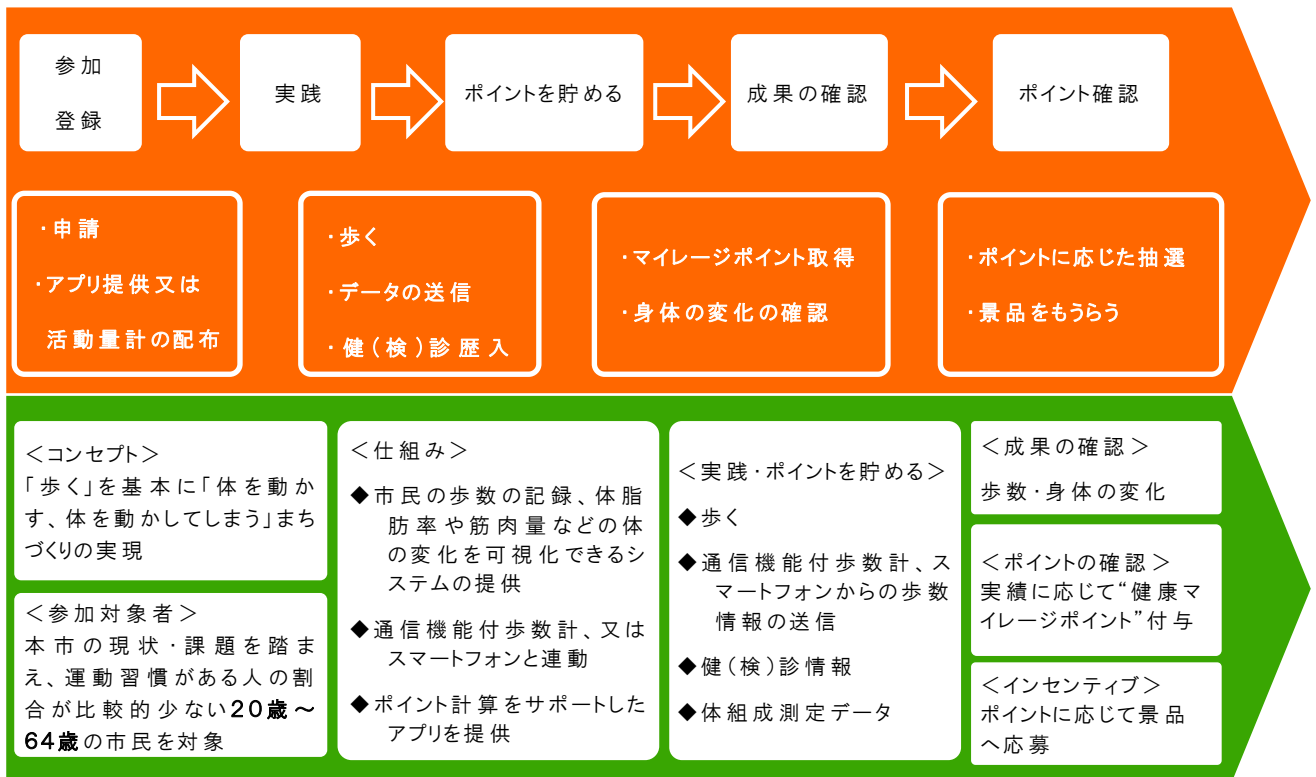 参加
登録
実践
ポイントを貯める
成果の確認
ポイント確認
・申請
・アプリ提供又は
活動量計の配布
・歩く
・データの送信
・健(検)診歴入
・マイレージポイント取得
・身体の変化の確認
・ポイントに応じた抽選
・景品をもうらう
＜コンセプト＞
「歩く」を基本に「体を動か
す、体を動かしてしまう」まち
づくりの実現
＜参加対象者＞
本市の現状・課題を踏ま
え、運動習慣がある人の割
合が比較的少ない20歳～
64歳の市民を対象
＜仕組み＞
◆市民の歩数の記録、体脂
肪率や筋肉量などの体
の変化を可視化できるシ
ステムの提供
◆通信機能付歩数計、又は
スマートフォンと連動
◆ポイント計算をサポートした
アプリを提供
＜実践・ポイントを貯める＞
◆歩く
◆通信機能付歩数計、ス
マートフォンからの歩数
情報の送信
◆健(検)診情報
◆体組成測定データ
＜成果の確認＞
歩数・身体の変化
＜ポイントの確認＞
実績に応じて“健康マ
イレージポイント”付与
＜インセンティブ＞
ポイントに応じて景品
へ応募